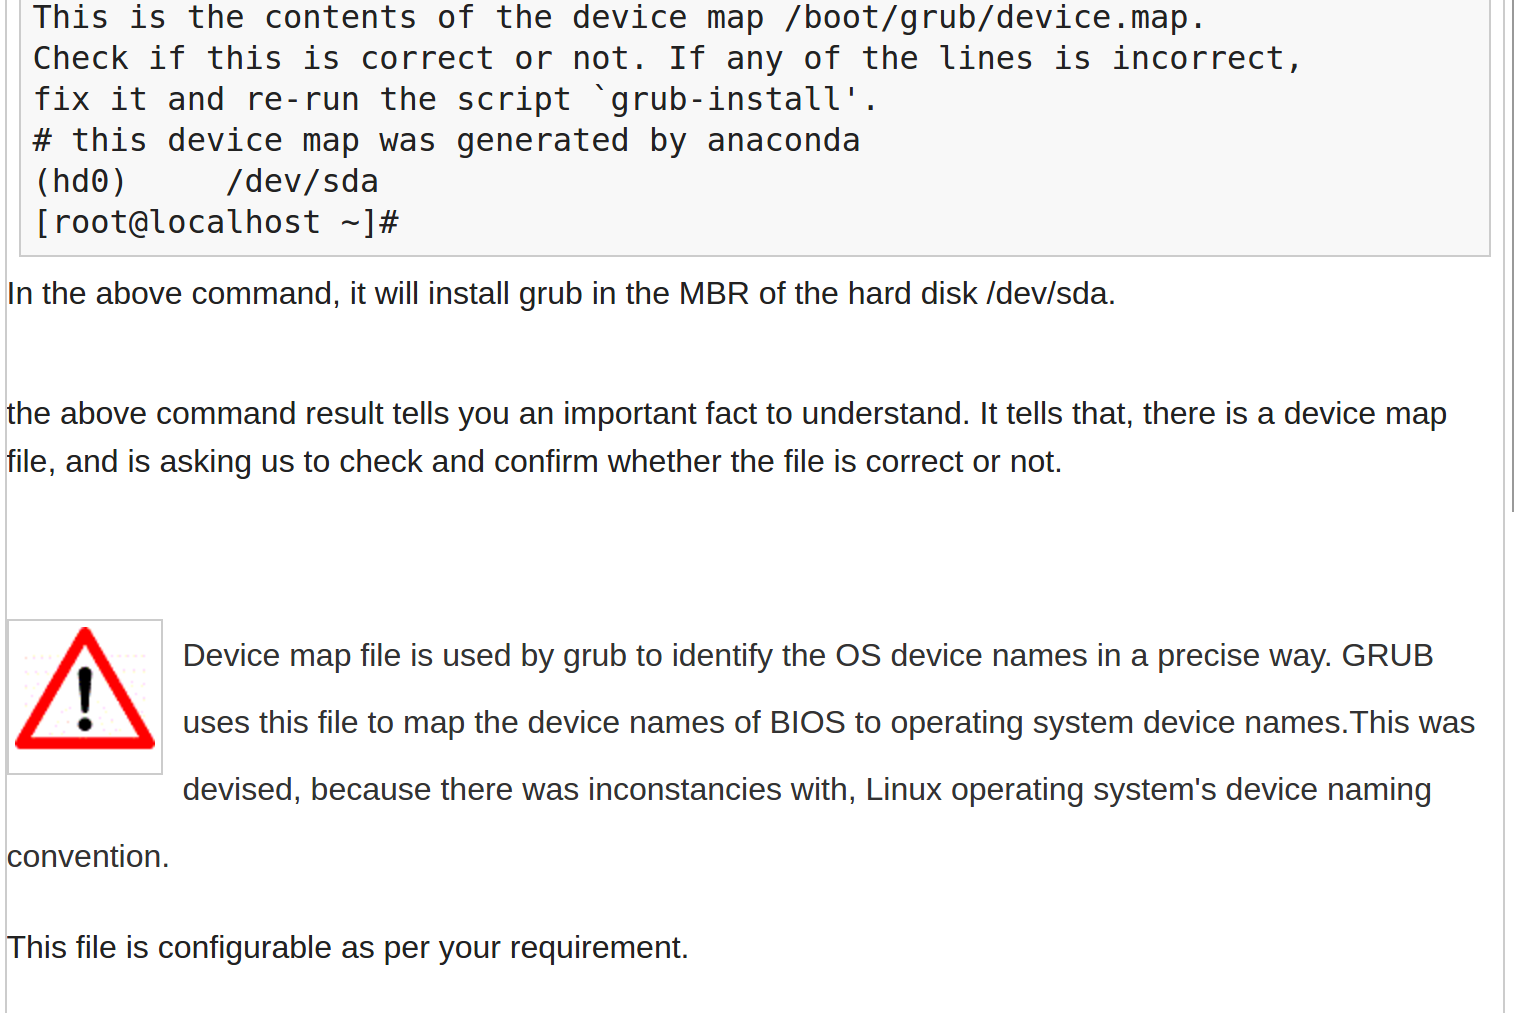 This is the contents of the device map /boot/grub/device.map.
Check if this is correct or not. If any of the lines is incorrect,
fix it and re-run the script `grub-install'.
# this device map was generated by anaconda
(hd0)     /dev/sda
[root@localhost ~]#
In the above command, it will install grub in the MBR of the hard disk /dev/sda.
the above command result tells you an important fact to understand. It tells that, there is a device map
file, and is asking us to check and confirm whether the file is correct or not.
Device map file is used by grub to identify the OS device names in a precise way. GRUB
uses this file to map the device names of BIOS to operating system device names.This was
devised, because there was inconstancies with, Linux operating system's device naming
convention.
This file is configurable as per your requirement.